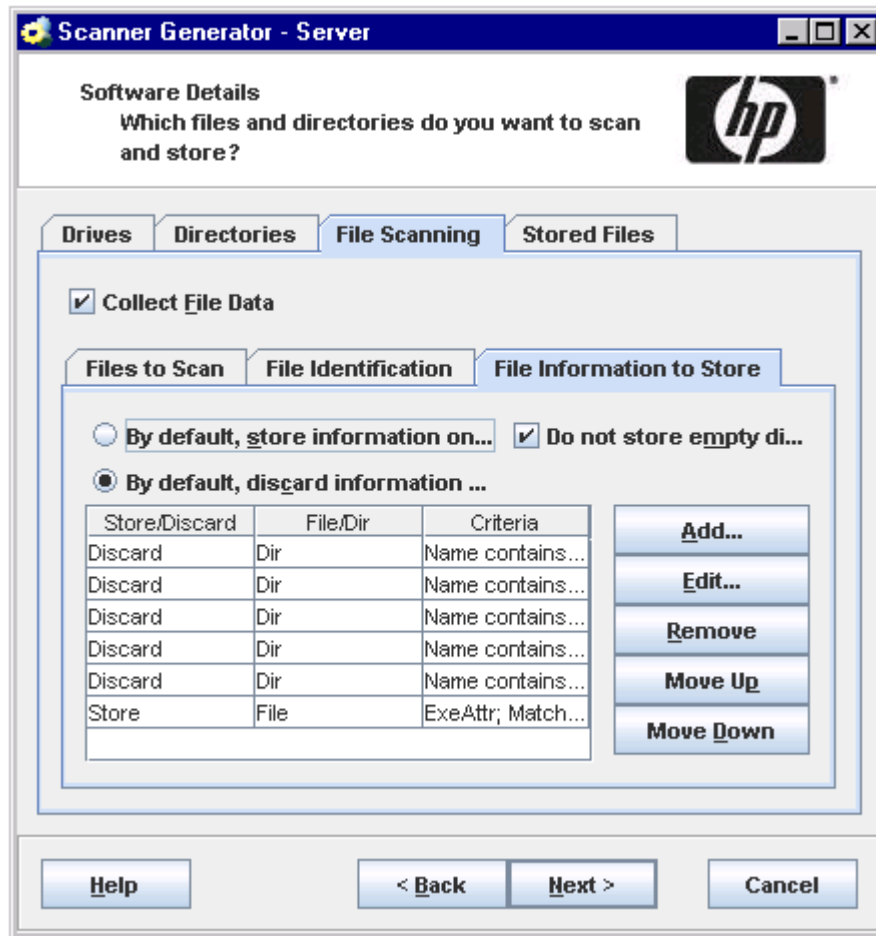 Scanner Generator - Server
Software Details
Which files and directories do you want to scan
and store?
hp
Drives Directories File Scanning Stored Files
Collect File Data
Files to Scan File Identification File Information to Store
By default, store information on... Do not store empty di...
By default, discard information ...
Store/Discard File/Dir Criteria
Discard Dir Name contains...
Discard Dir Name contains...
Discard Dir Name contains...
Discard Dir Name contains...
Discard Dir Name contains...
Store File ExeAttr; Match...
Add...
Edit...
Remove
Move Up
Move Down
Help < Back Next > Cancel